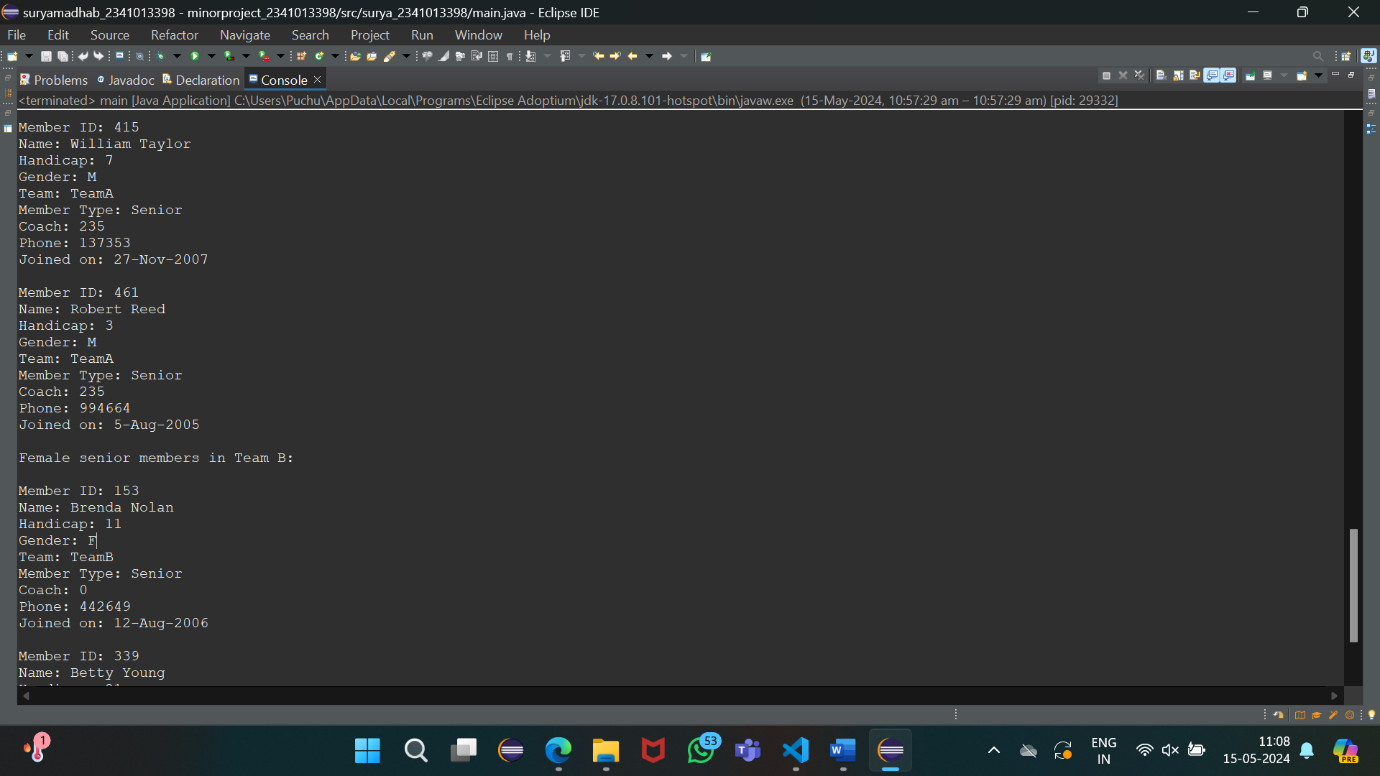 suryamadhab_2341013398 - minorproject_2341013398/src/surya_2341013398/main.java - Eclipse IDE
File Edit Source Refactor Navigate Search Project Run Window Help
Problems Javadoc Declaration Console
<terminated> main [Java Application] C:\Users\Puchu\AppData\Local\Programs\Eclipse Adoptium\jdk-17.0.8.101-hotspot\bin\javaw.exe (15-May-2024, 10:57:29 am – 10:57:29 am) [pid: 29332]
Member ID: 415
Name: William Taylor
Handicap: 7
Gender: M
Team: TeamA
Member Type: Senior
Coach: 235
Phone: 137353
Joined on: 27-Nov-2007
Member ID: 461
Name: Robert Reed
Handicap: 3
Gender: M
Team: TeamA
Member Type: Senior
Coach: 235
Phone: 994664
Joined on: 5-Aug-2005
Female senior members in Team B:
Member ID: 153
Name: Brenda Nolan
Handicap: 11
Gender: F
Team: TeamB
Member Type: Senior
Coach: 0
Phone: 442649
Joined on: 12-Aug-2006
Member ID: 339
Name: Betty Young
1
53
ENG
IN
11:08
15-05-2024
PRE